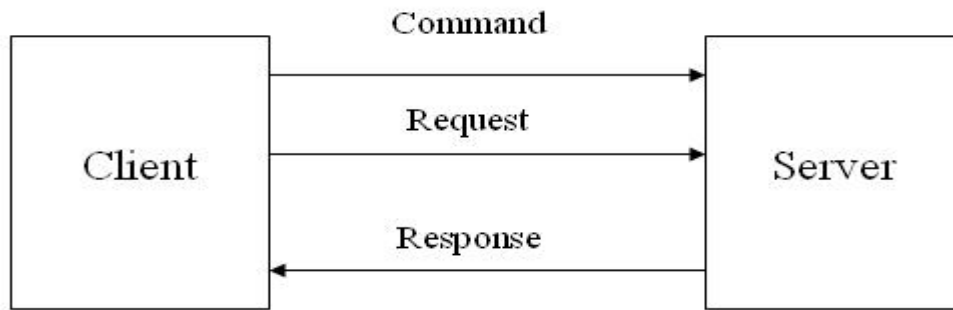 Command
Request
Client
Server
Response